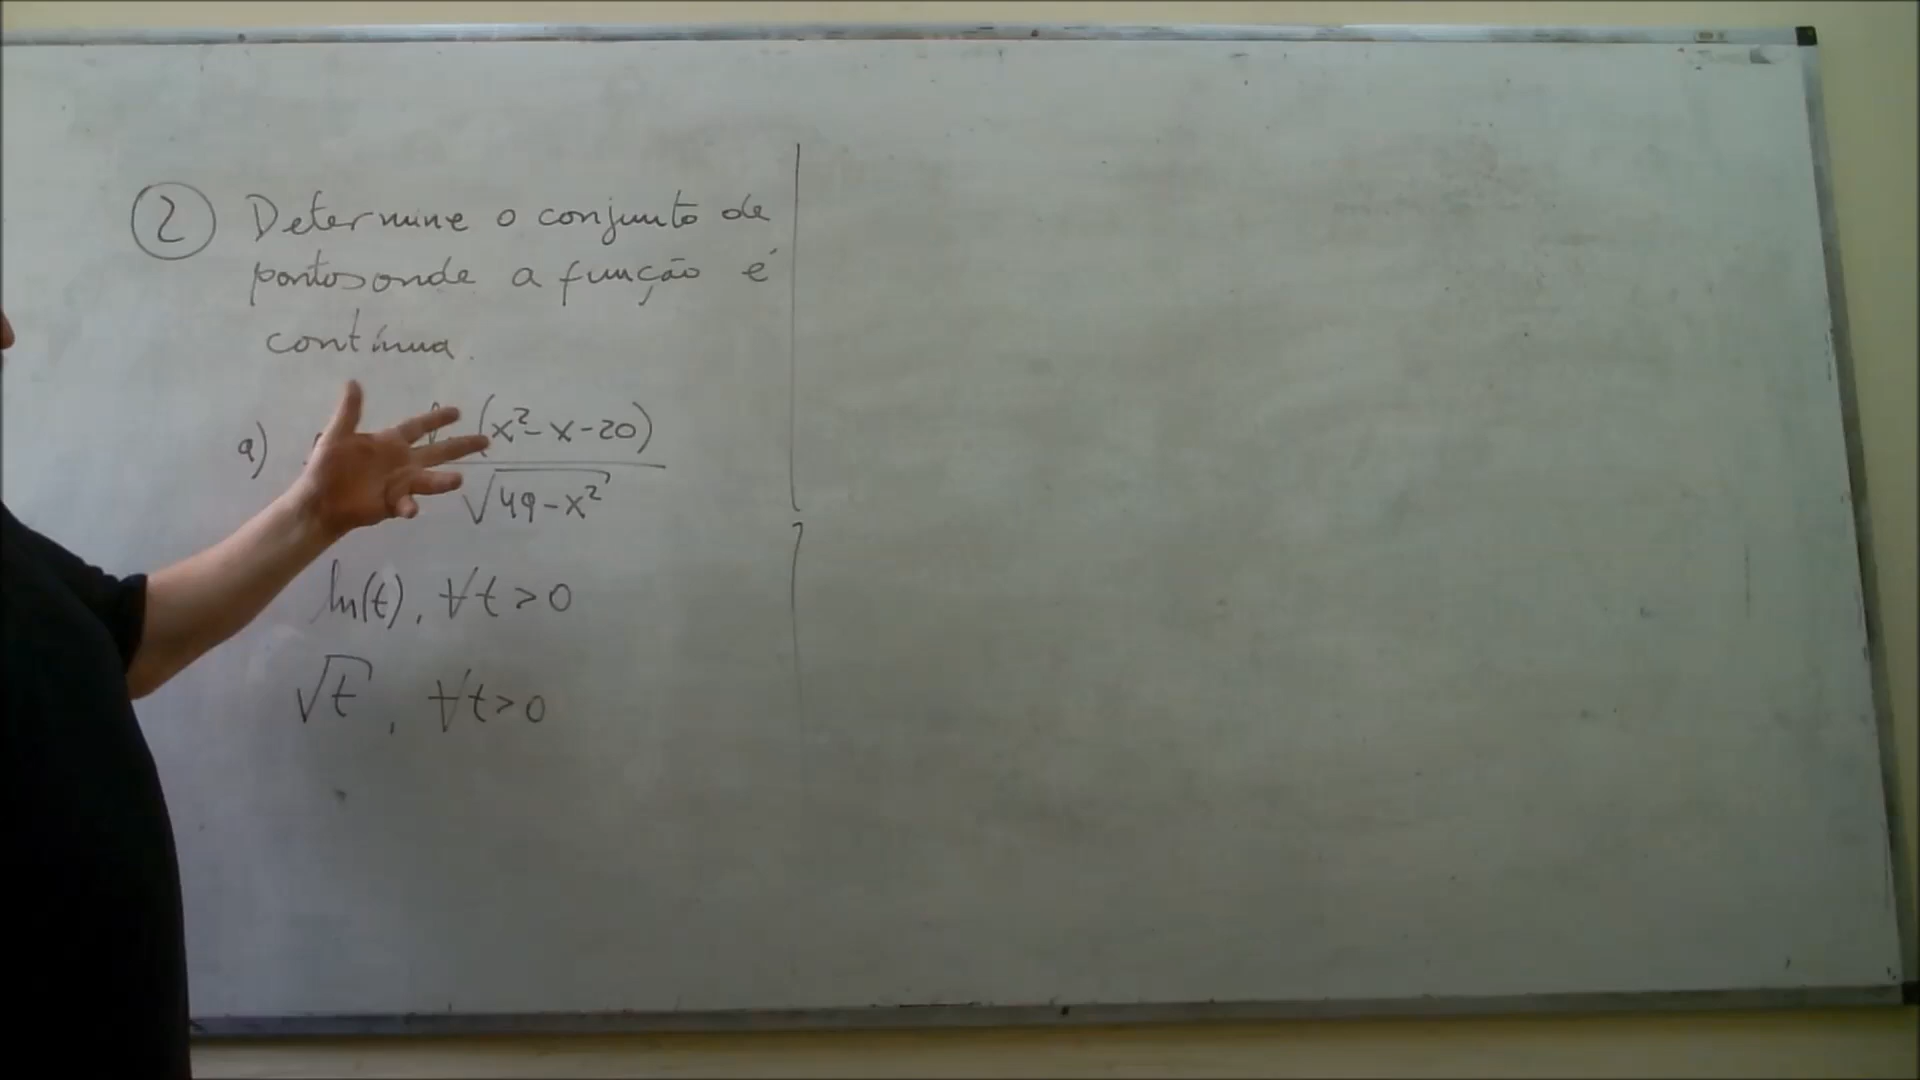 2 Determine o conjunto de
pontos onde a função é
contínua.
a) (x²-x-20)
√49-x²
ln(t), ∀t>0
√t, ∀t>0